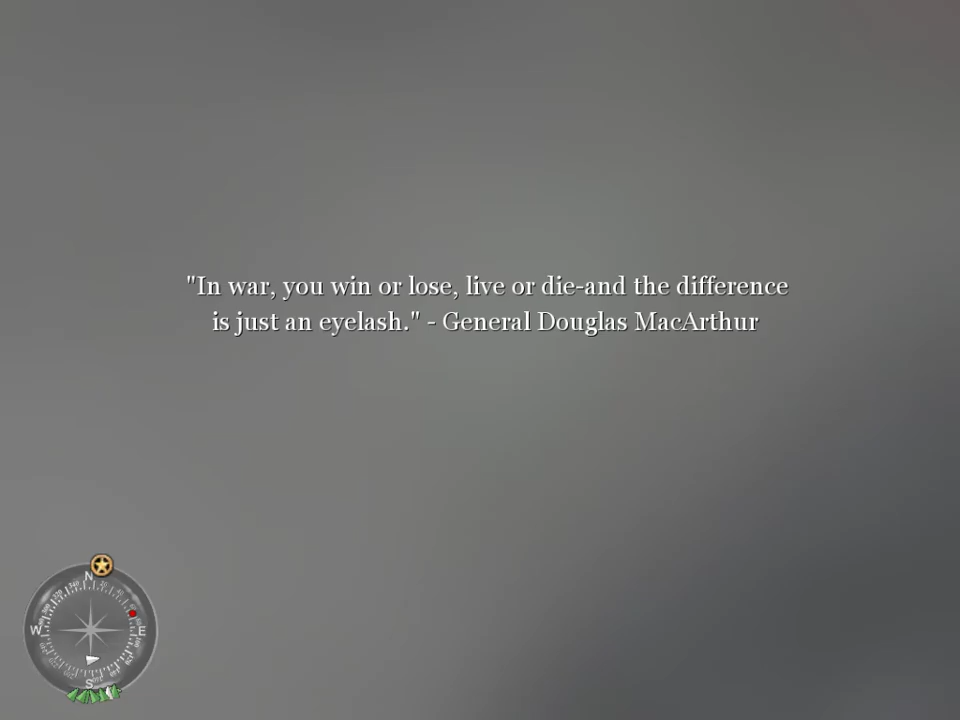 "In war, you win or lose, live or die-and the difference
is just an eyelash." - General Douglas MacArthur
N
W
E
S